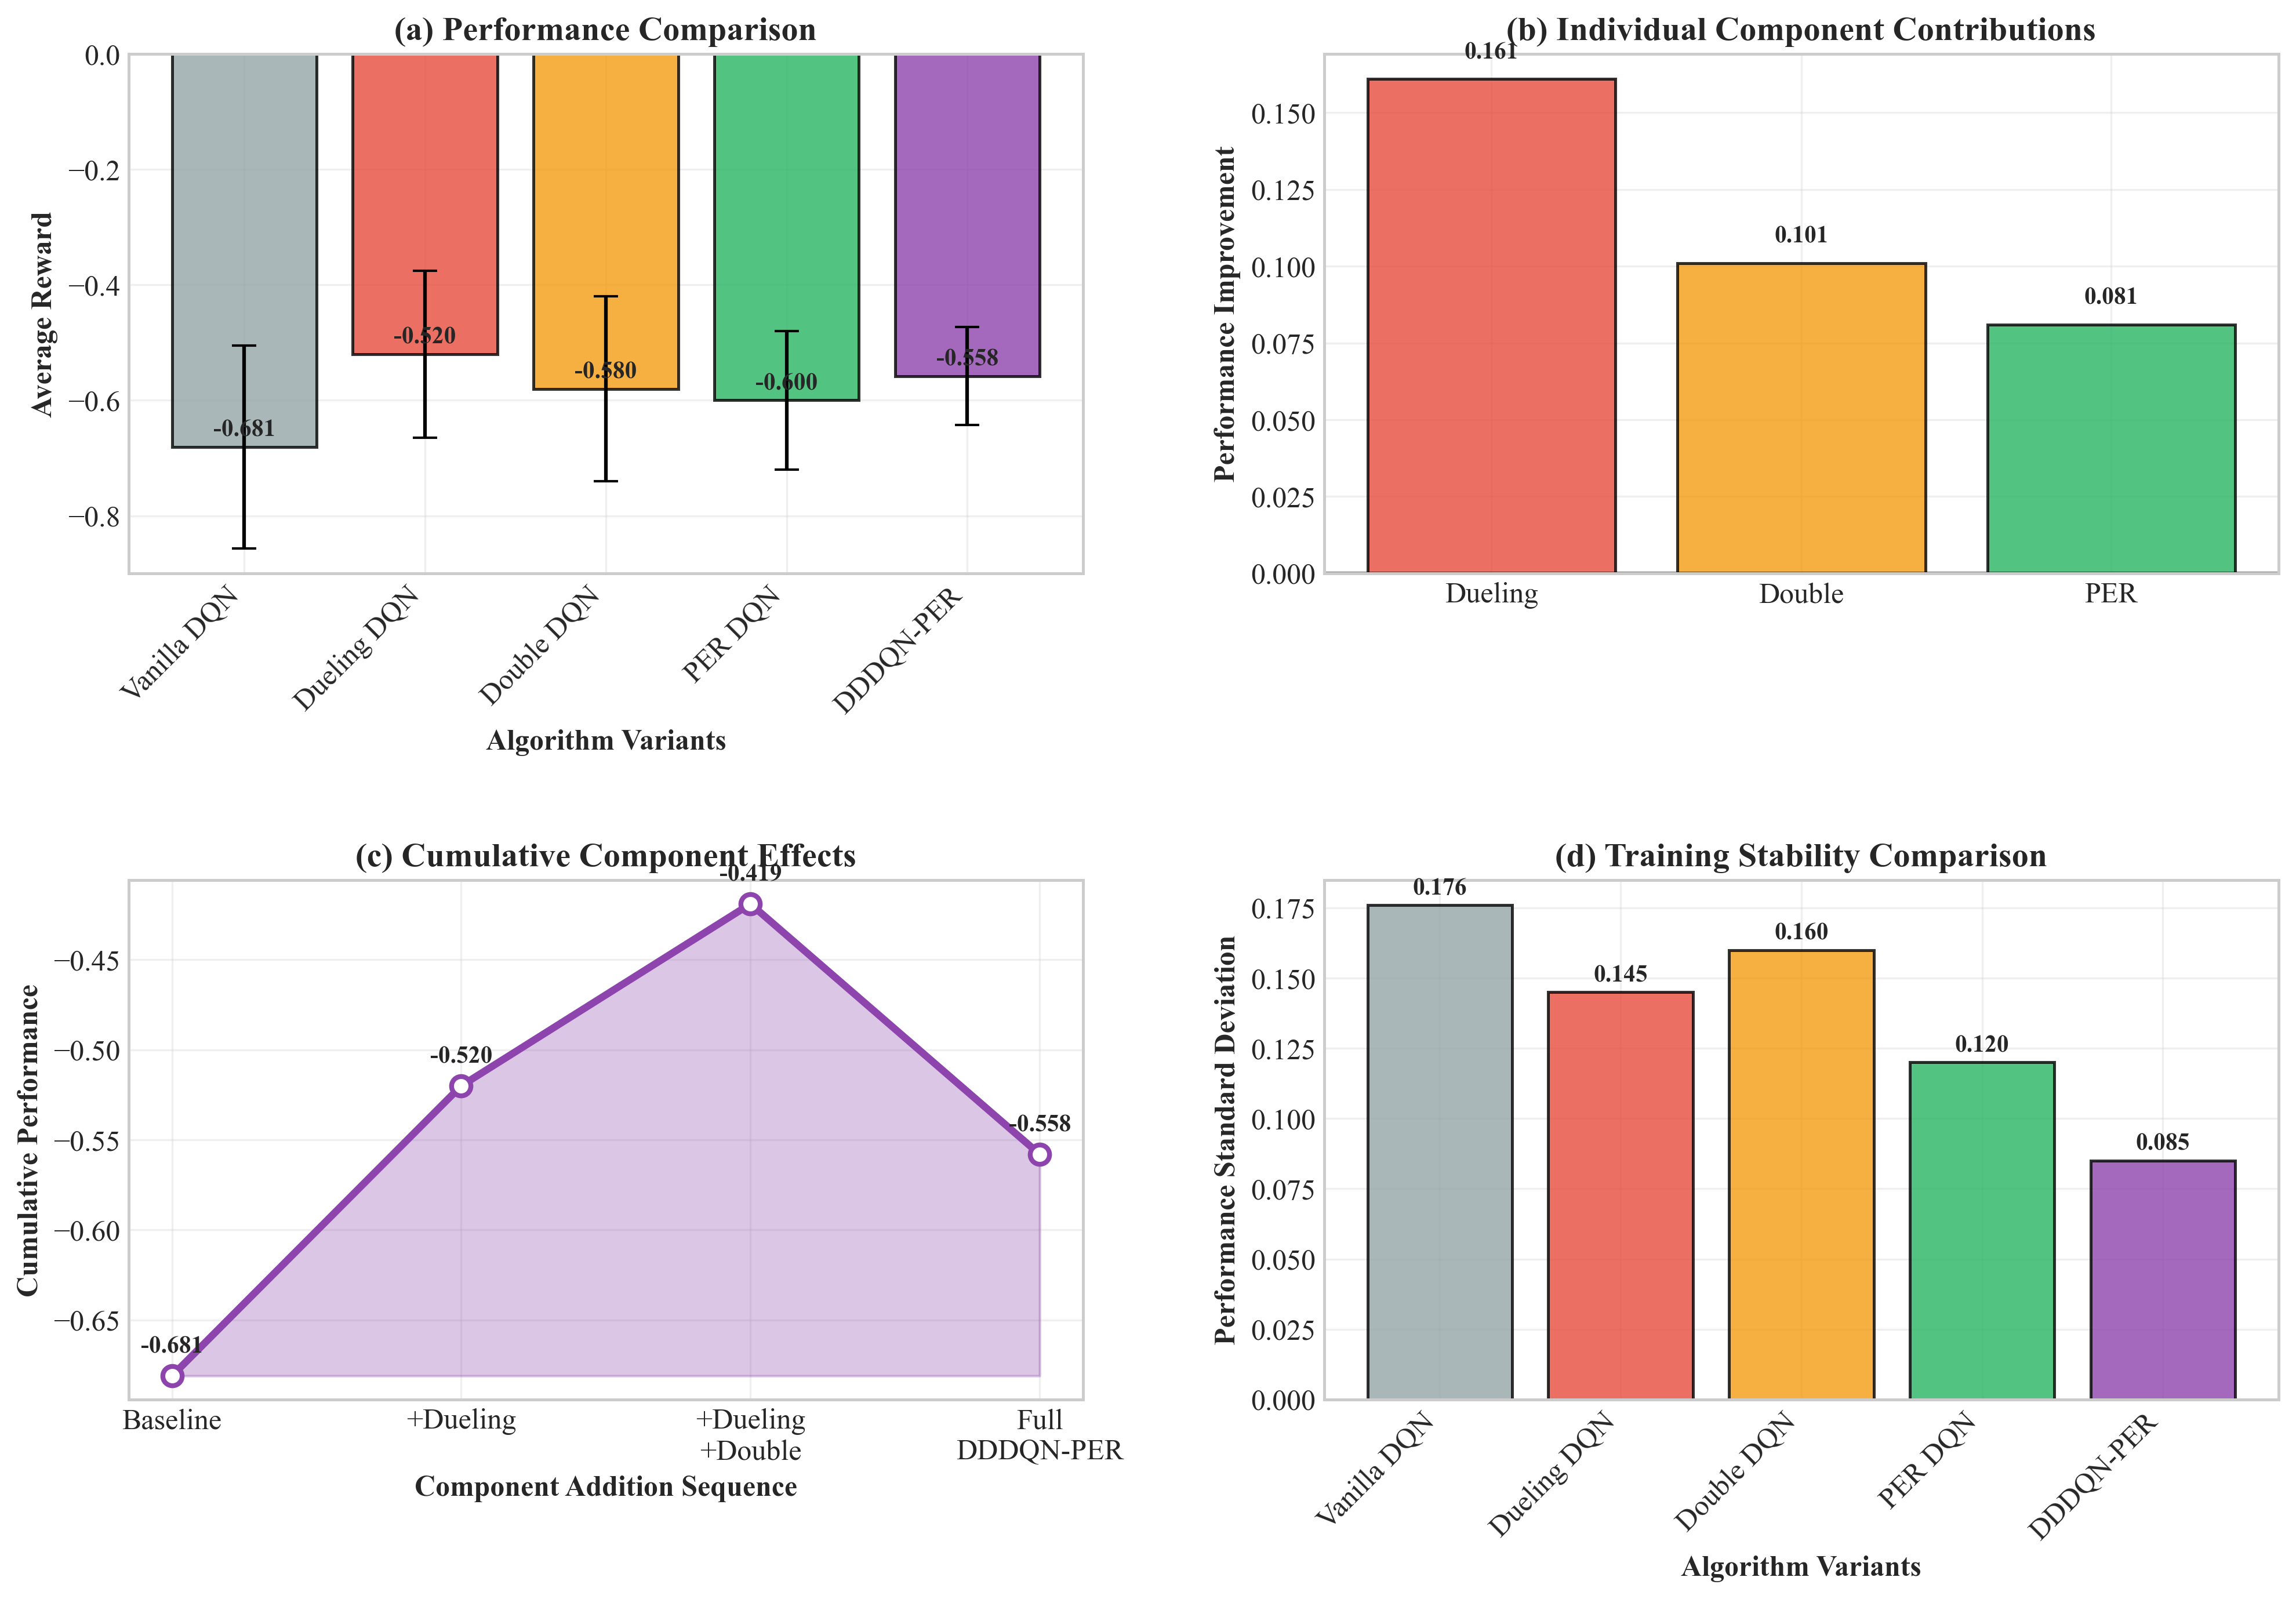 (a) Performance Comparison
0.0
−0.2
−0.4
−0.6
−0.8
Average Reward
-0.681
-0.520
-0.580
-0.600
-0.558
Vanilla DQN
Dueling DQN
Double DQN
PER DQN
DDDQN-PER
Algorithm Variants
(b) Individual Component Contributions
0.150
0.125
0.100
0.075
0.050
0.025
0.000
Performance Improvement
0.161
0.101
0.081
Dueling
Double
PER
(c) Cumulative Component Effects
−0.45
−0.50
−0.55
−0.60
−0.65
Cumulative Performance
-0.681
-0.520
-0.419
-0.558
Baseline
+Dueling
+Dueling
+Double
Full
DDDQN-PER
Component Addition Sequence
(d) Training Stability Comparison
0.175
0.150
0.125
0.100
0.075
0.050
0.025
0.000
Performance Standard Deviation
0.176
0.145
0.160
0.120
0.085
Vanilla DQN
Dueling DQN
Double DQN
PER DQN
DDDQN-PER
Algorithm Variants